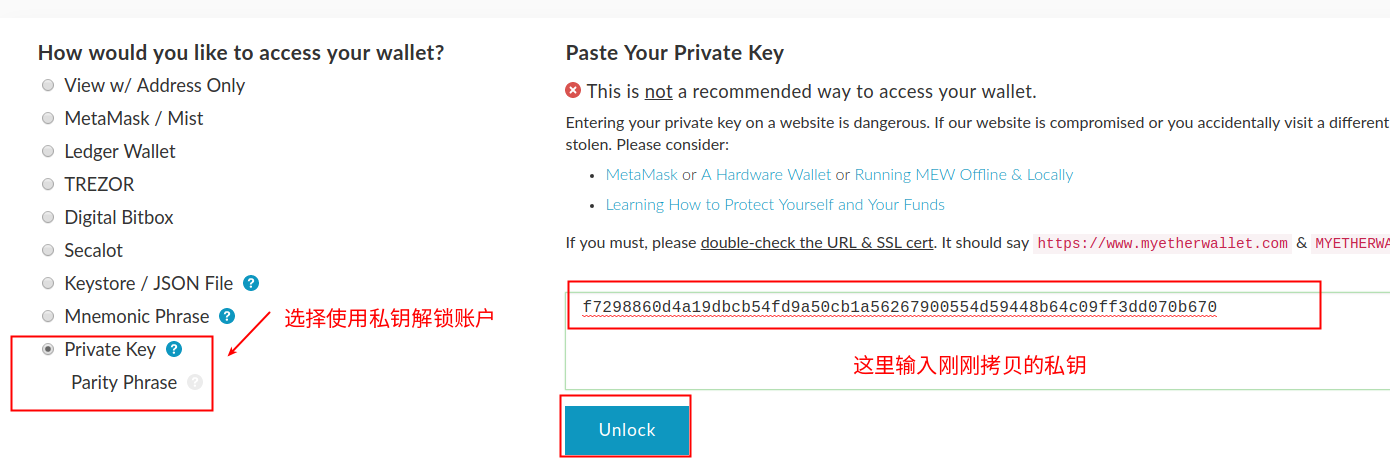 How would you like to access your wallet?
View w/ Address Only
MetaMask / Mist
Ledger Wallet
TREZOR
Digital Bitbox
Secalot
Keystore / JSON File ?
Mnemonic Phrase ?
Private Key ?
Parity Phrase ?
选择使用私钥解锁账户
Paste Your Private Key
This is not a recommended way to access your wallet.
Entering your private key on a website is dangerous. If our website is compromised or you accidentally visit a different
stolen. Please consider:
• MetaMask or A Hardware Wallet or Running MEW Offline & Locally
• Learning How to Protect Yourself and Your Funds
If you must, please double-check the URL & SSL cert. It should say https://www.myetherwallet.com & MYETHERWA
f7298860d4a19dbcb54fd9a50cb1a56267900554d59448b64c09ff3dd070b670
这里输入刚刚拷贝的私钥
Unlock